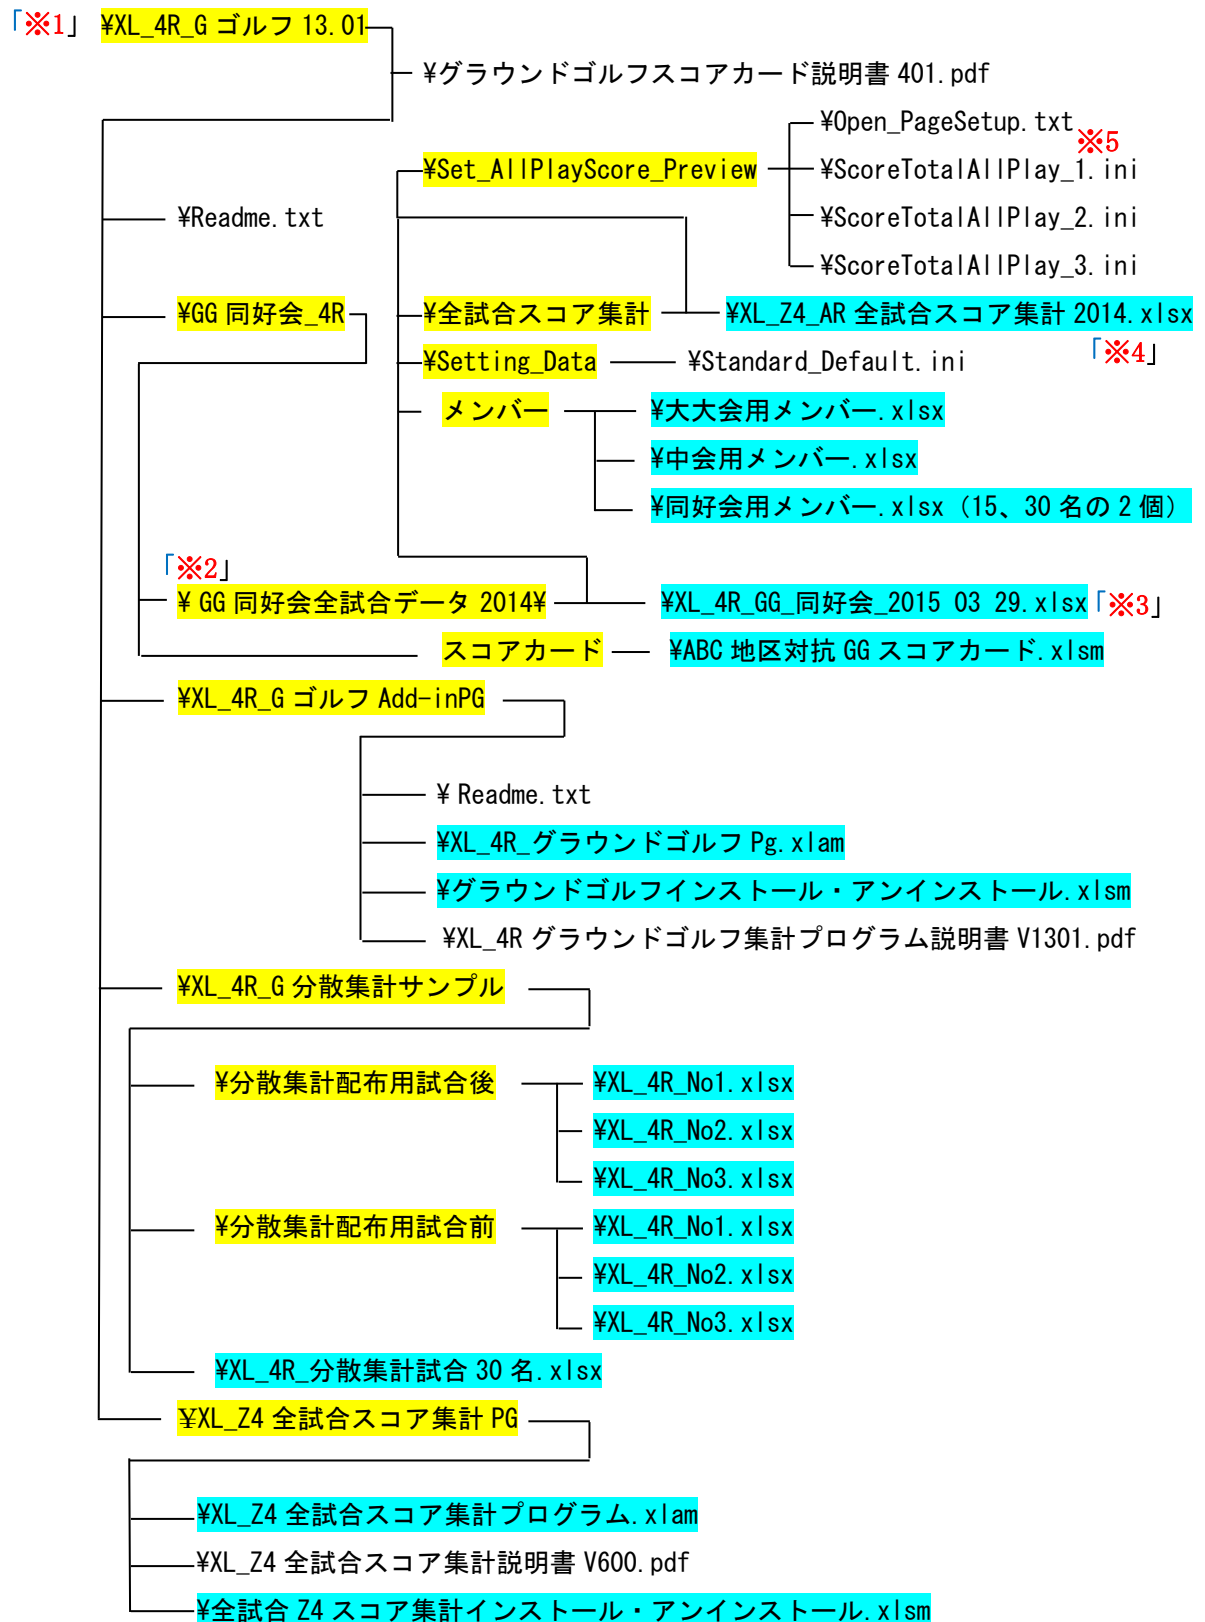 「※1」 ¥XL_4R_G ゴルフ 13.01
¥グラウンドゴルフスコアカード説明書 401.pdf
¥Open_PageSetup.txt
※5
¥Set_AllPlayScore_Preview ¥ScoreTotalAllPlay_1.ini
¥Readme.txt ¥ScoreTotalAllPlay_2.ini
¥ScoreTotalAllPlay_3.ini
¥GG 同好会_4R ¥全試合スコア集計 ¥XL_Z4_AR 全試合スコア集計 2014.xlsx
「※4」
¥Setting_Data ¥Standard_Default.ini
メンバー ¥大大会用メンバー.xlsx
¥中会用メンバー.xlsx
¥同好会用メンバー.xlsx（15、30 名の 2 個）
「※2」
¥ GG 同好会全試合データ 2014¥ ¥XL_4R_GG_同好会_2015 03 29.xlsx「※3」
スコアカード ¥ABC 地区対抗 GG スコアカード.xlsm
¥XL_4R_G ゴルフ Add-inPG
¥ Readme.txt
¥XL_4R_グラウンドゴルフ Pg.xlam
¥グラウンドゴルフインストール・アンインストール.xlsm
¥XL_4R グラウンドゴルフ集計プログラム説明書 V1301.pdf
¥XL_4R_G 分散集計サンプル
¥分散集計配布用試合後 ¥XL_4R_No1.xlsx
¥XL_4R_No2.xlsx
¥XL_4R_No3.xlsx
¥分散集計配布用試合前 ¥XL_4R_No1.xlsx
¥XL_4R_No2.xlsx
¥XL_4R_No3.xlsx
¥XL_4R_分散集計試合 30 名.xlsx
¥XL_Z4 全試合スコア集計 PG
¥XL_Z4 全試合スコア集計プログラム.xlam
¥XL_Z4 全試合スコア集計説明書 V600.pdf
¥全試合 Z4 スコア集計インストール・アンインストール.xlsm